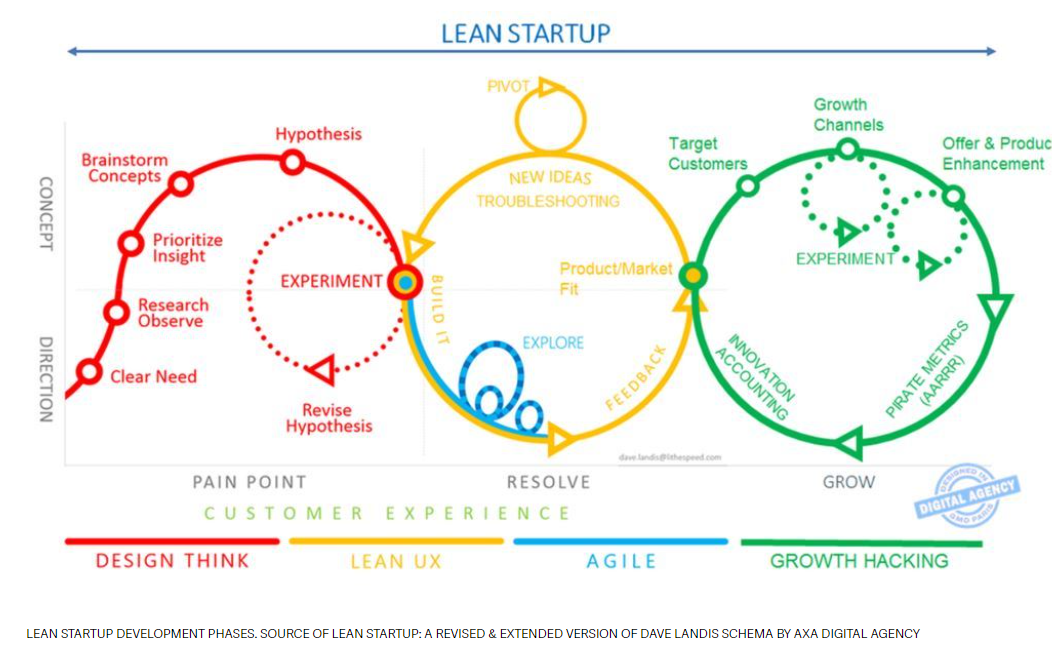 LEAN STARTUP
PIVOT
Growth
Channels
Hypothesis
Target
Customers
Offer & Produc
Enhancement
Brainstorm
Concepts
NEW IDEAS
TROUBLESHOOTING
CONCEPT
Prioritize
Insight
EXPERIMENT
Product/Market
Fit
EXPERIMENT
BUILD IT
Research
Observe
EXPLORE
DIRECTION
Clear Need
FEEDBACK
INNOVATION
ACCOUNTING
PIRATE METRICS
(AARRR)
Revise
Hypothesis
dave.landis@lithespeed.com
PAIN POINT
RESOLVE
GROW
DESIGNED IN
DIGITAL AGENCY
GMD PARIS
CUSTOMER EXPERIENCE
DESIGN THINK
LEAN UX
AGILE
GROWTH HACKING
LEAN STARTUP DEVELOPMENT PHASES. SOURCE OF LEAN STARTUP: A REVISED & EXTENDED VERSION OF DAVE LANDIS SCHEMA BY AXA DIGITAL AGENCY